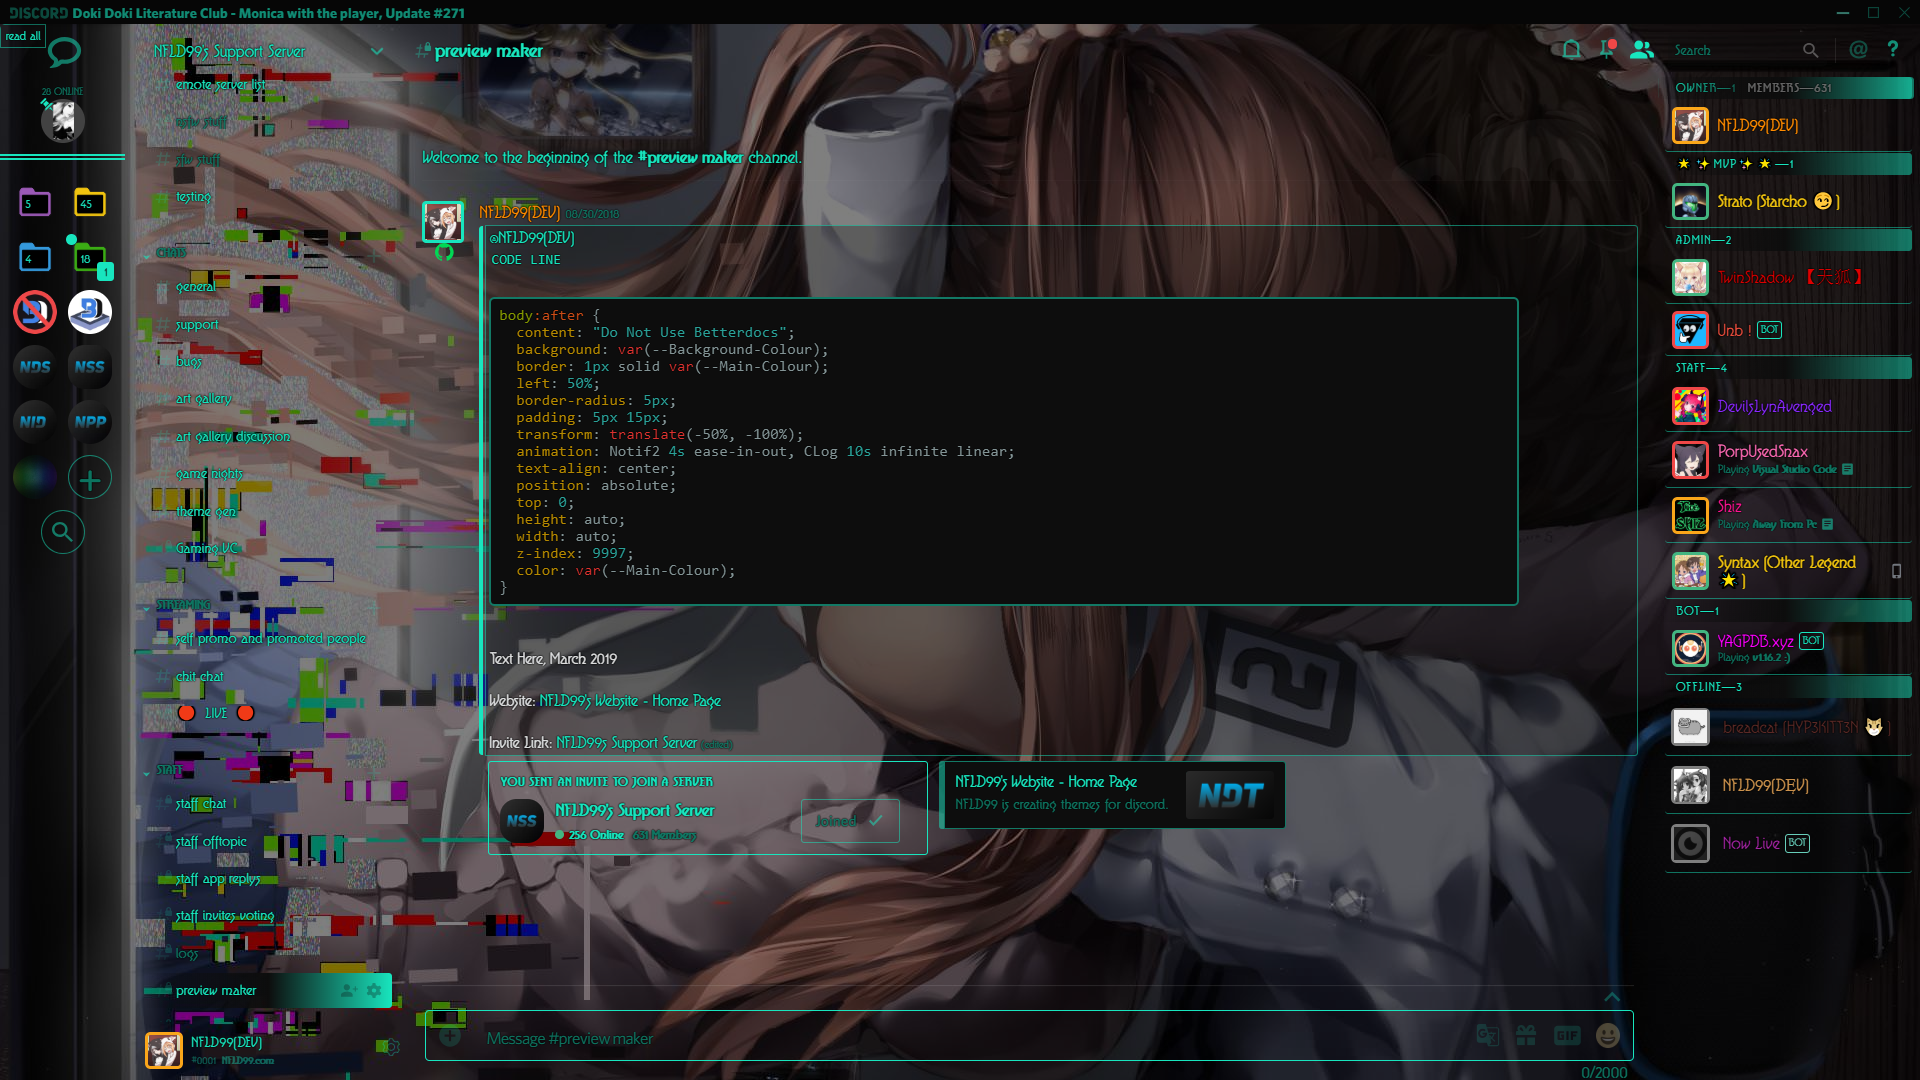 DISCORD Doki Doki Literature Club - Monica with the player, Update #271
read all
28 ONLINE
5
45
4
18
1
NDS
NSS
NID
NPP
NFLD99's Support Server
emote server list
nsfw stuff
sfw stuff
testing
CHATS
general
support
bugs
art gallery
art gallery discussion
game nights
theme gen
Gaming VC
STREAMING
self promo and promoted people
chit chat
LIVE
STAFF
staff chat
staff offtopic
staff app replys
staff invites voting
logs
preview maker
NFLD99(DEV)
#0001 NFLD99.com
# preview maker
Search
Welcome to the beginning of the #preview maker channel.
NFLD99(DEV) 08/30/2018
@NFLD99(DEV)
CODE LINE
body:after {
content: "Do Not Use Betterdocs";
background: var(--Background-Colour);
border: 1px solid var(--Main-Colour);
left: 50%;
border-radius: 5px;
padding: 5px 15px;
transform: translate(-50%, -100%);
animation: Notif2 4s ease-in-out, CLog 10s infinite linear;
text-align: center;
position: absolute;
top: 0;
height: auto;
width: auto;
z-index: 9997;
color: var(--Main-Colour);
}
Text Here, March 2019
Website: NFLD99's Website - Home Page
Invite Link: NFLD99's Support Server (edited)
YOU SENT AN INVITE TO JOIN A SERVER
NSS
NFLD99's Support Server
256 Online 631 Members
Joined
NFLD99's Website - Home Page
NFLD99 is creating themes for discord.
NDT
Message #preview maker
GIF
0/2000
OWNER—1 MEMBERS—631
NFLD99(DEV)
⭐ ✨ MVP ✨ ⭐ —1
Strato (Starcho 😏 )
ADMIN—2
TwinShadow 【天狐】
Unb ! BOT
STAFF—4
DevilsLynAvenged
PorpUsedSnax
Playing Visual Studio Code
Shiz
Playing Away From Pc
Syntax (Other Legend
⭐ )
BOT—1
YAGPDB.xyz BOT
Playing v1.16.2 :)
OFFLINE—3
breadcat (HYP3K1TT3N 🐱 )
NFLD99(DEV)
Now Live BOT